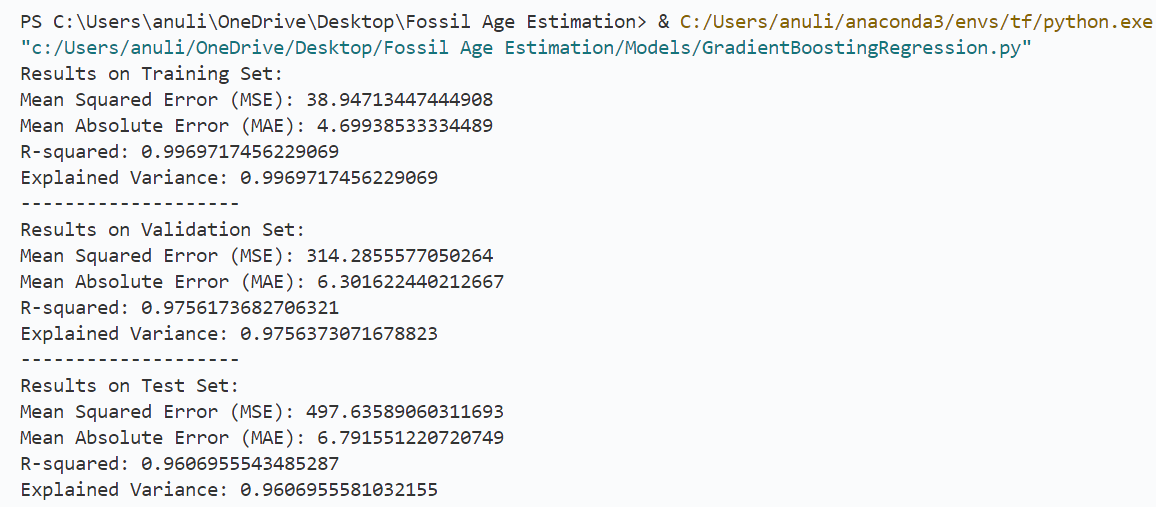 PS C:\Users\anuli\OneDrive\Desktop\Fossil Age Estimation> & C:/Users/anuli/anaconda3/envs/tf/python.exe
"c:/Users/anuli/OneDrive/Desktop/Fossil Age Estimation/Models/GradientBoostingRegression.py"
Results on Training Set:
Mean Squared Error (MSE): 38.94713447444908
Mean Absolute Error (MAE): 4.69938533334489
R-squared: 0.9969717456229069
Explained Variance: 0.9969717456229069
--------------------
Results on Validation Set:
Mean Squared Error (MSE): 314.2855577050264
Mean Absolute Error (MAE): 6.301622440212667
R-squared: 0.9756173682706321
Explained Variance: 0.9756373071678823
--------------------
Results on Test Set:
Mean Squared Error (MSE): 497.63589060311693
Mean Absolute Error (MAE): 6.791551220720749
R-squared: 0.9606955543485287
Explained Variance: 0.9606955581032155